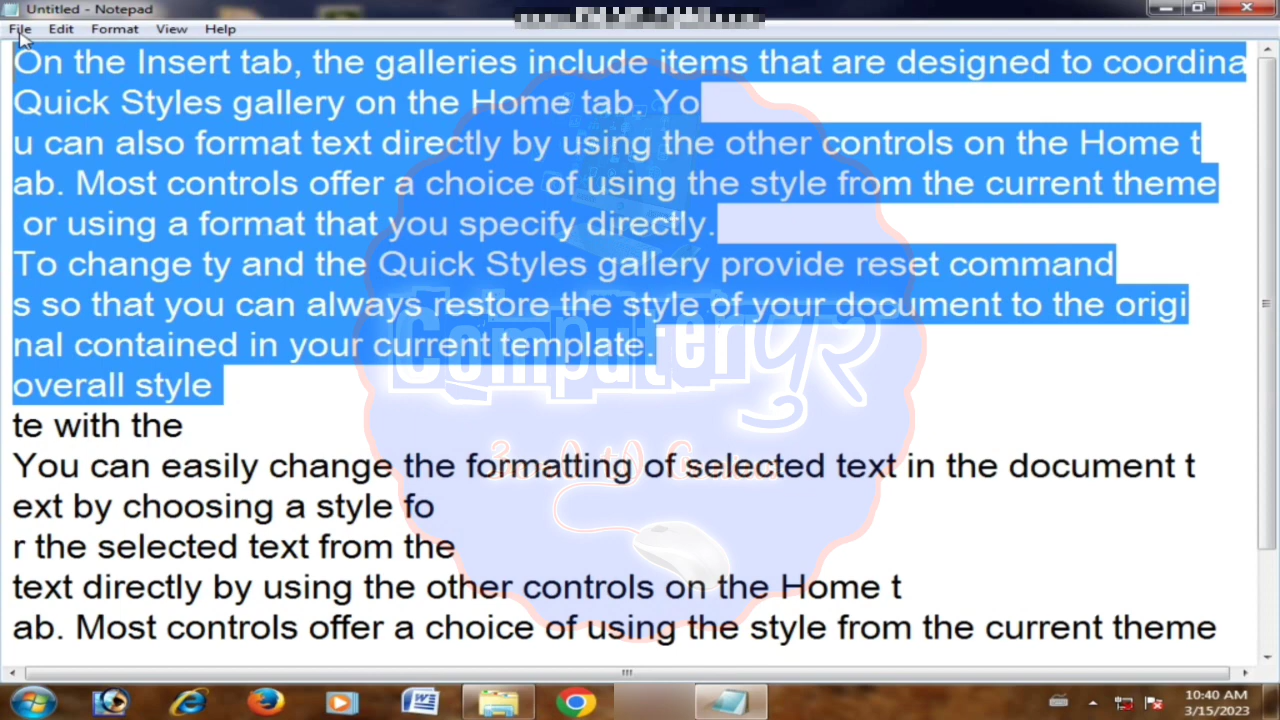 Untitled - Notepad
File Edit Format View Help
On the Insert tab, the galleries include items that are designed to coordina
Quick Styles gallery on the Home tab. Yo
u can also format text directly by using the other controls on the Home t
ab. Most controls offer a choice of using the style from the current theme
or using a format that you specify directly.
To change ty and the Quick Styles gallery provide reset command
s so that you can always restore the style of your document to the origi
nal contained in your current template.
overall style
te with the
You can easily change the formatting of selected text in the document t
ext by choosing a style fo
r the selected text from the
text directly by using the other controls on the Home t
ab. Most controls offer a choice of using the style from the current theme
Computerगुर
10:40 AM
3/15/2023